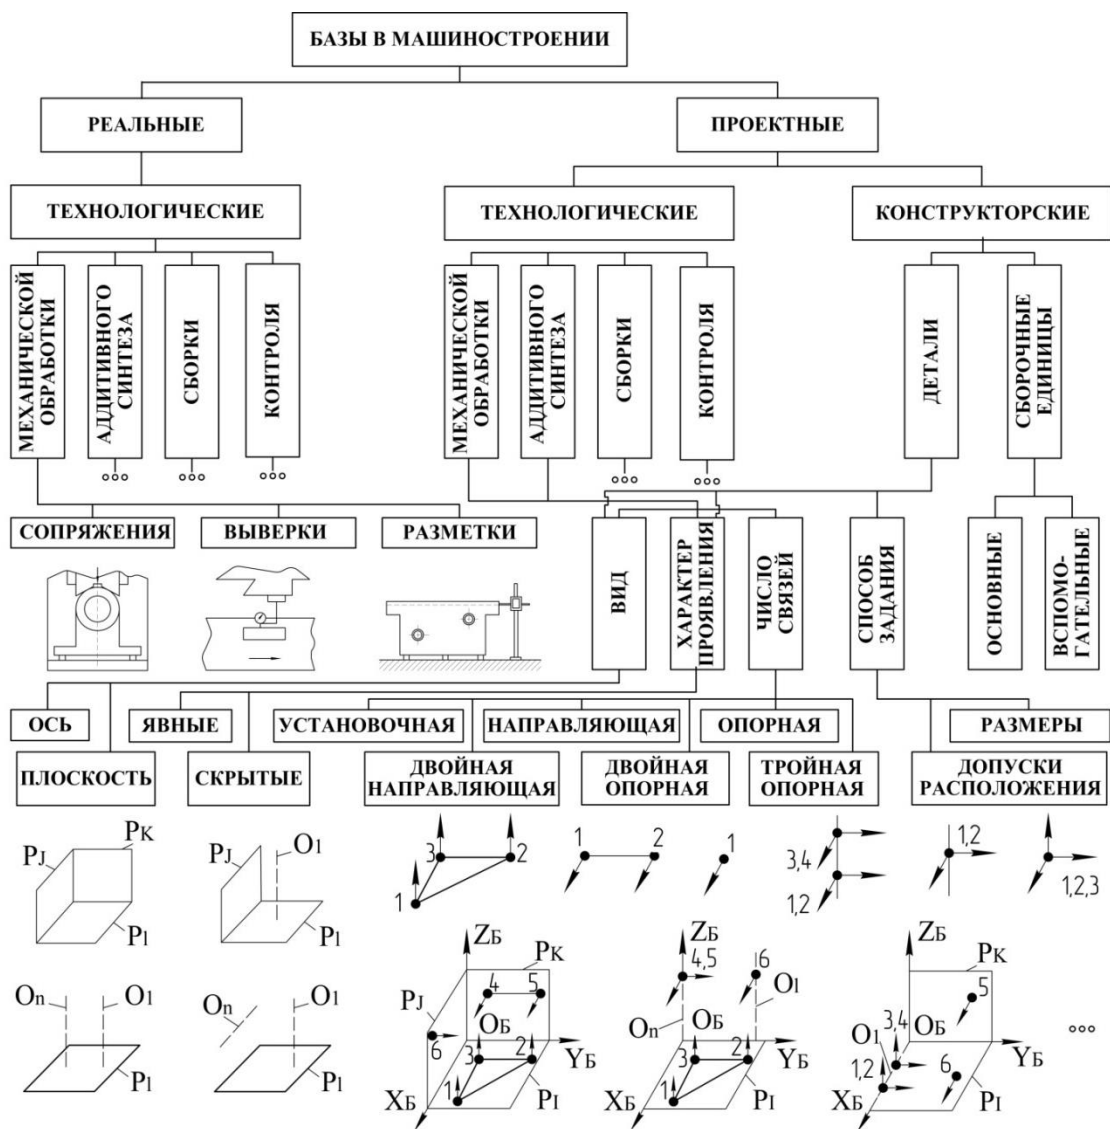 БАЗЫ В МАШИНОСТРОЕНИИ
РЕАЛЬНЫЕ
ПРОЕКТНЫЕ
ТЕХНОЛОГИЧЕСКИЕ
ТЕХНОЛОГИЧЕСКИЕ
КОНСТРУКТОРСКИЕ
МЕХАНИЧЕСКОЙ
ОБРАБОТКИ
АДДИТИВНОГО
СИНТЕЗА
СБОРКИ
КОНТРОЛЯ
МЕХАНИЧЕСКОЙ
ОБРАБОТКИ
АДДИТИВНОГО
СИНТЕЗА
СБОРКИ
КОНТРОЛЯ
ДЕТАЛИ
СБОРОЧНЫЕ
ЕДИНИЦЫ
СОПРЯЖЕНИЯ
ВЫВЕРКИ
РАЗМЕТКИ
ВИД
ХАРАКТЕР
ПРОЯВЛЕНИЯ
ЧИСЛО
СВЯЗЕЙ
СПОСОБ
ЗАДАНИЯ
ОСНОВНЫЕ
ВСПОМО-
ГАТЕЛЬНЫЕ
ОСЬ
ЯВНЫЕ
УСТАНОВОЧНАЯ
НАПРАВЛЯЮЩАЯ
ОПОРНАЯ
РАЗМЕРЫ
ПЛОСКОСТЬ
СКРЫТЫЕ
ДВОЙНАЯ
НАПРАВЛЯЮЩАЯ
ДВОЙНАЯ
ОПОРНАЯ
ТРОЙНАЯ
ОПОРНАЯ
ДОПУСКИ
РАСПОЛОЖЕНИЯ
PJ
PK
P1
PJ
O1
P1
3
2
1
1
2
1
3,4
1,2
1,2
1,2,3
On
O1
P1
On
O1
P1
ZБ
PK
4
5
PJ
6
OБ
3
2
1
YБ
XБ
PI
ZБ
4,5
6
O1
On
OБ
3
2
1
YБ
XБ
PI
ZБ
PK
5
3,4
OБ
O1
1,2
6
YБ
XБ
PI